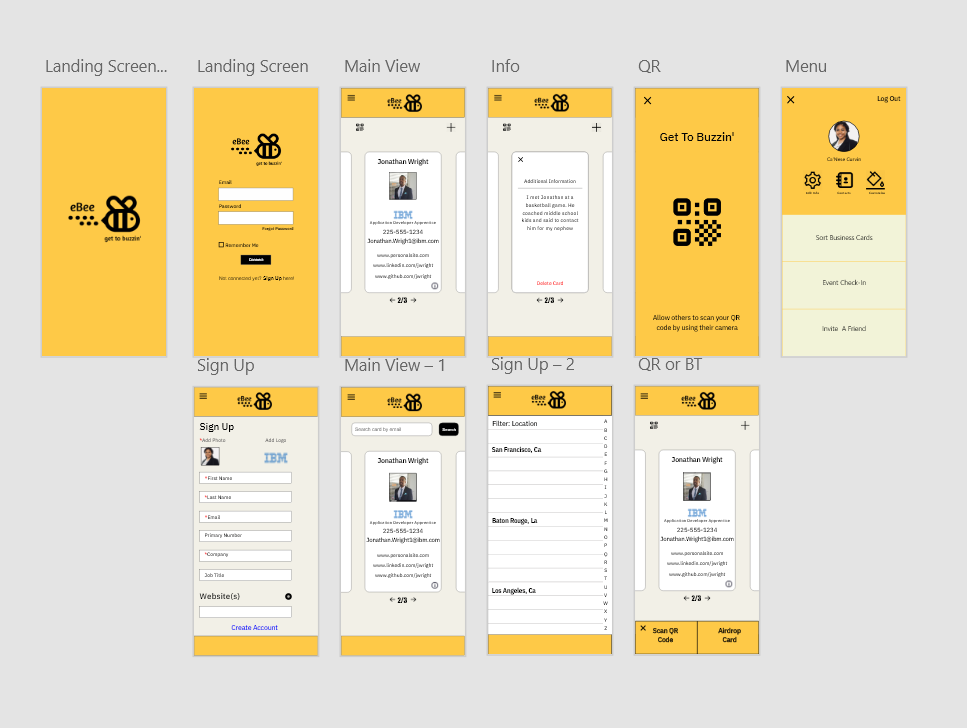 Landing Screen...
Landing Screen
Main View
Info
QR
Menu
eBee
get to buzzin'
eBee
get to buzzin'
Email
Password
Forgot Password
Remember Me
Connect
Not connected yet? Sign Up here!
eBee
Jonathan Wright
IBM
Application Developer Apprentice
225-555-1234
Jonathan.Wright1@ibm.com
www.personalsite.com
www.linkedin.com/jwright
www.github.com/jwright
← 2/3 →
eBee
Additional Information
I met Jonathan at a
basketball game. He
coached middle school
kids and said to contact
him for my nephew
Delete Card
← 2/3 →
Get To Buzzin'
Allow others to scan your QR
code by using their camera
Log Out
Co'Nese Curvin
Contacts
Sort Business Cards
Event Check-In
Invite A Friend
Sign Up
Main View – 1
Sign Up – 2
QR or BT
eBee
Sign Up
*Add Photo
Add Logo
IBM
*First Name
*Last Name
*Email
Primary Number
*Company
Job Title
Website(s)
Create Account
eBee
Search card by email
Search
Jonathan Wright
IBM
Application Developer Apprentice
225-555-1234
Jonathan.Wright1@ibm.com
www.personalsite.com
www.linkedin.com/jwright
www.github.com/jwright
← 2/3 →
eBee
Filter: Location
San Francisco, Ca
Baton Rouge, La
Los Angeles, Ca
A
B
C
D
E
F
G
H
I
J
K
L
M
N
O
P
Q
R
S
T
U
V
W
X
Y
Z
eBee
Jonathan Wright
IBM
Application Developer Apprentice
225-555-1234
Jonathan.Wright1@ibm.com
www.personalsite.com
www.linkedin.com/jwright
www.github.com/jwright
← 2/3 →
Scan QR
Code
Airdrop
Card